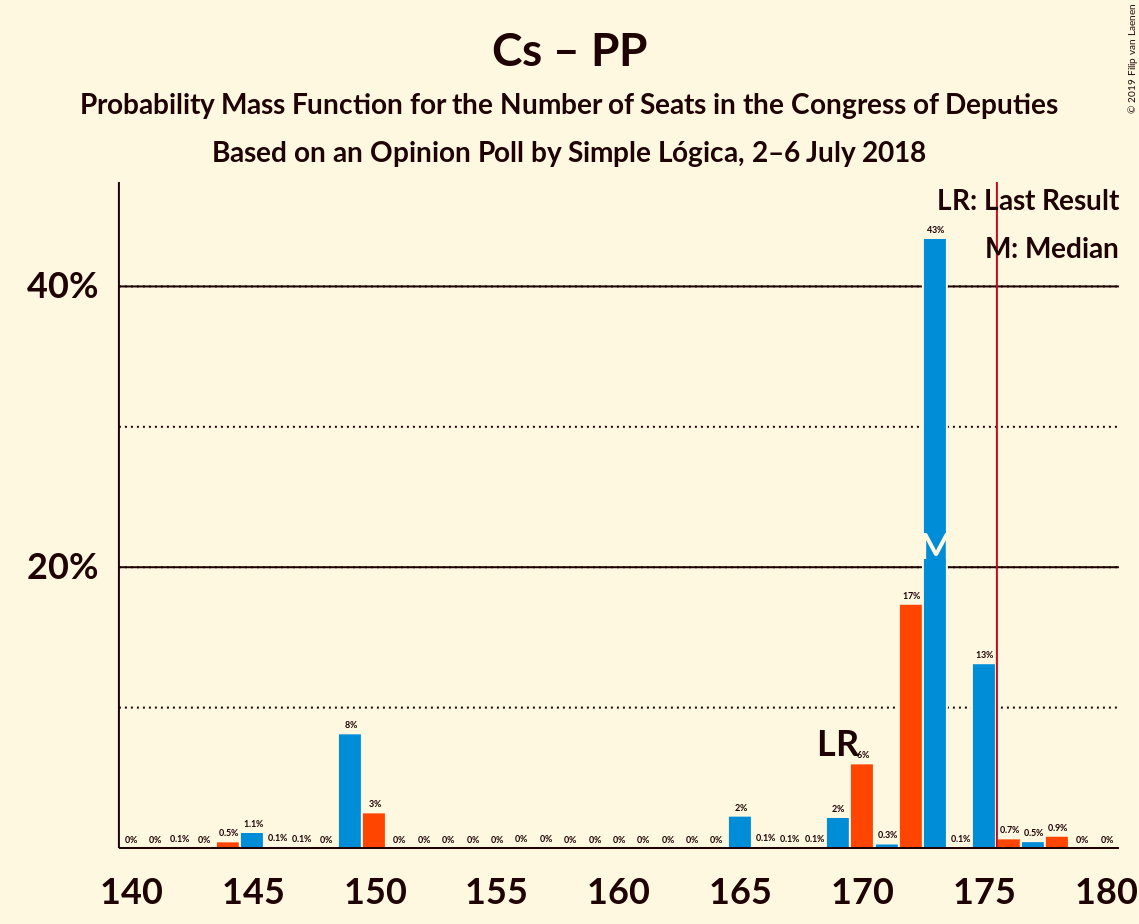 Cs – PP
Probability Mass Function for the Number of Seats in the Congress of Deputies
Based on an Opinion Poll by Simple Lógica, 2–6 July 2018
© 2019 Filip van Laenen
LR: Last Result
M: Median
40%
20%
0% 0% 0.1% 0% 0.5% 1.1% 0.1% 0.1% 0% 8% 3% 0% 0% 0% 0% 0% 0% 0% 0% 0% 0% 0% 0% 0% 0% 2% 0.1% 0.1% 0.1% 2% 6% 0.3% 17% 43% 0.1% 13% 0.7% 0.5% 0.9% 0% 0%
LR
M
140 145 150 155 160 165 170 175 180